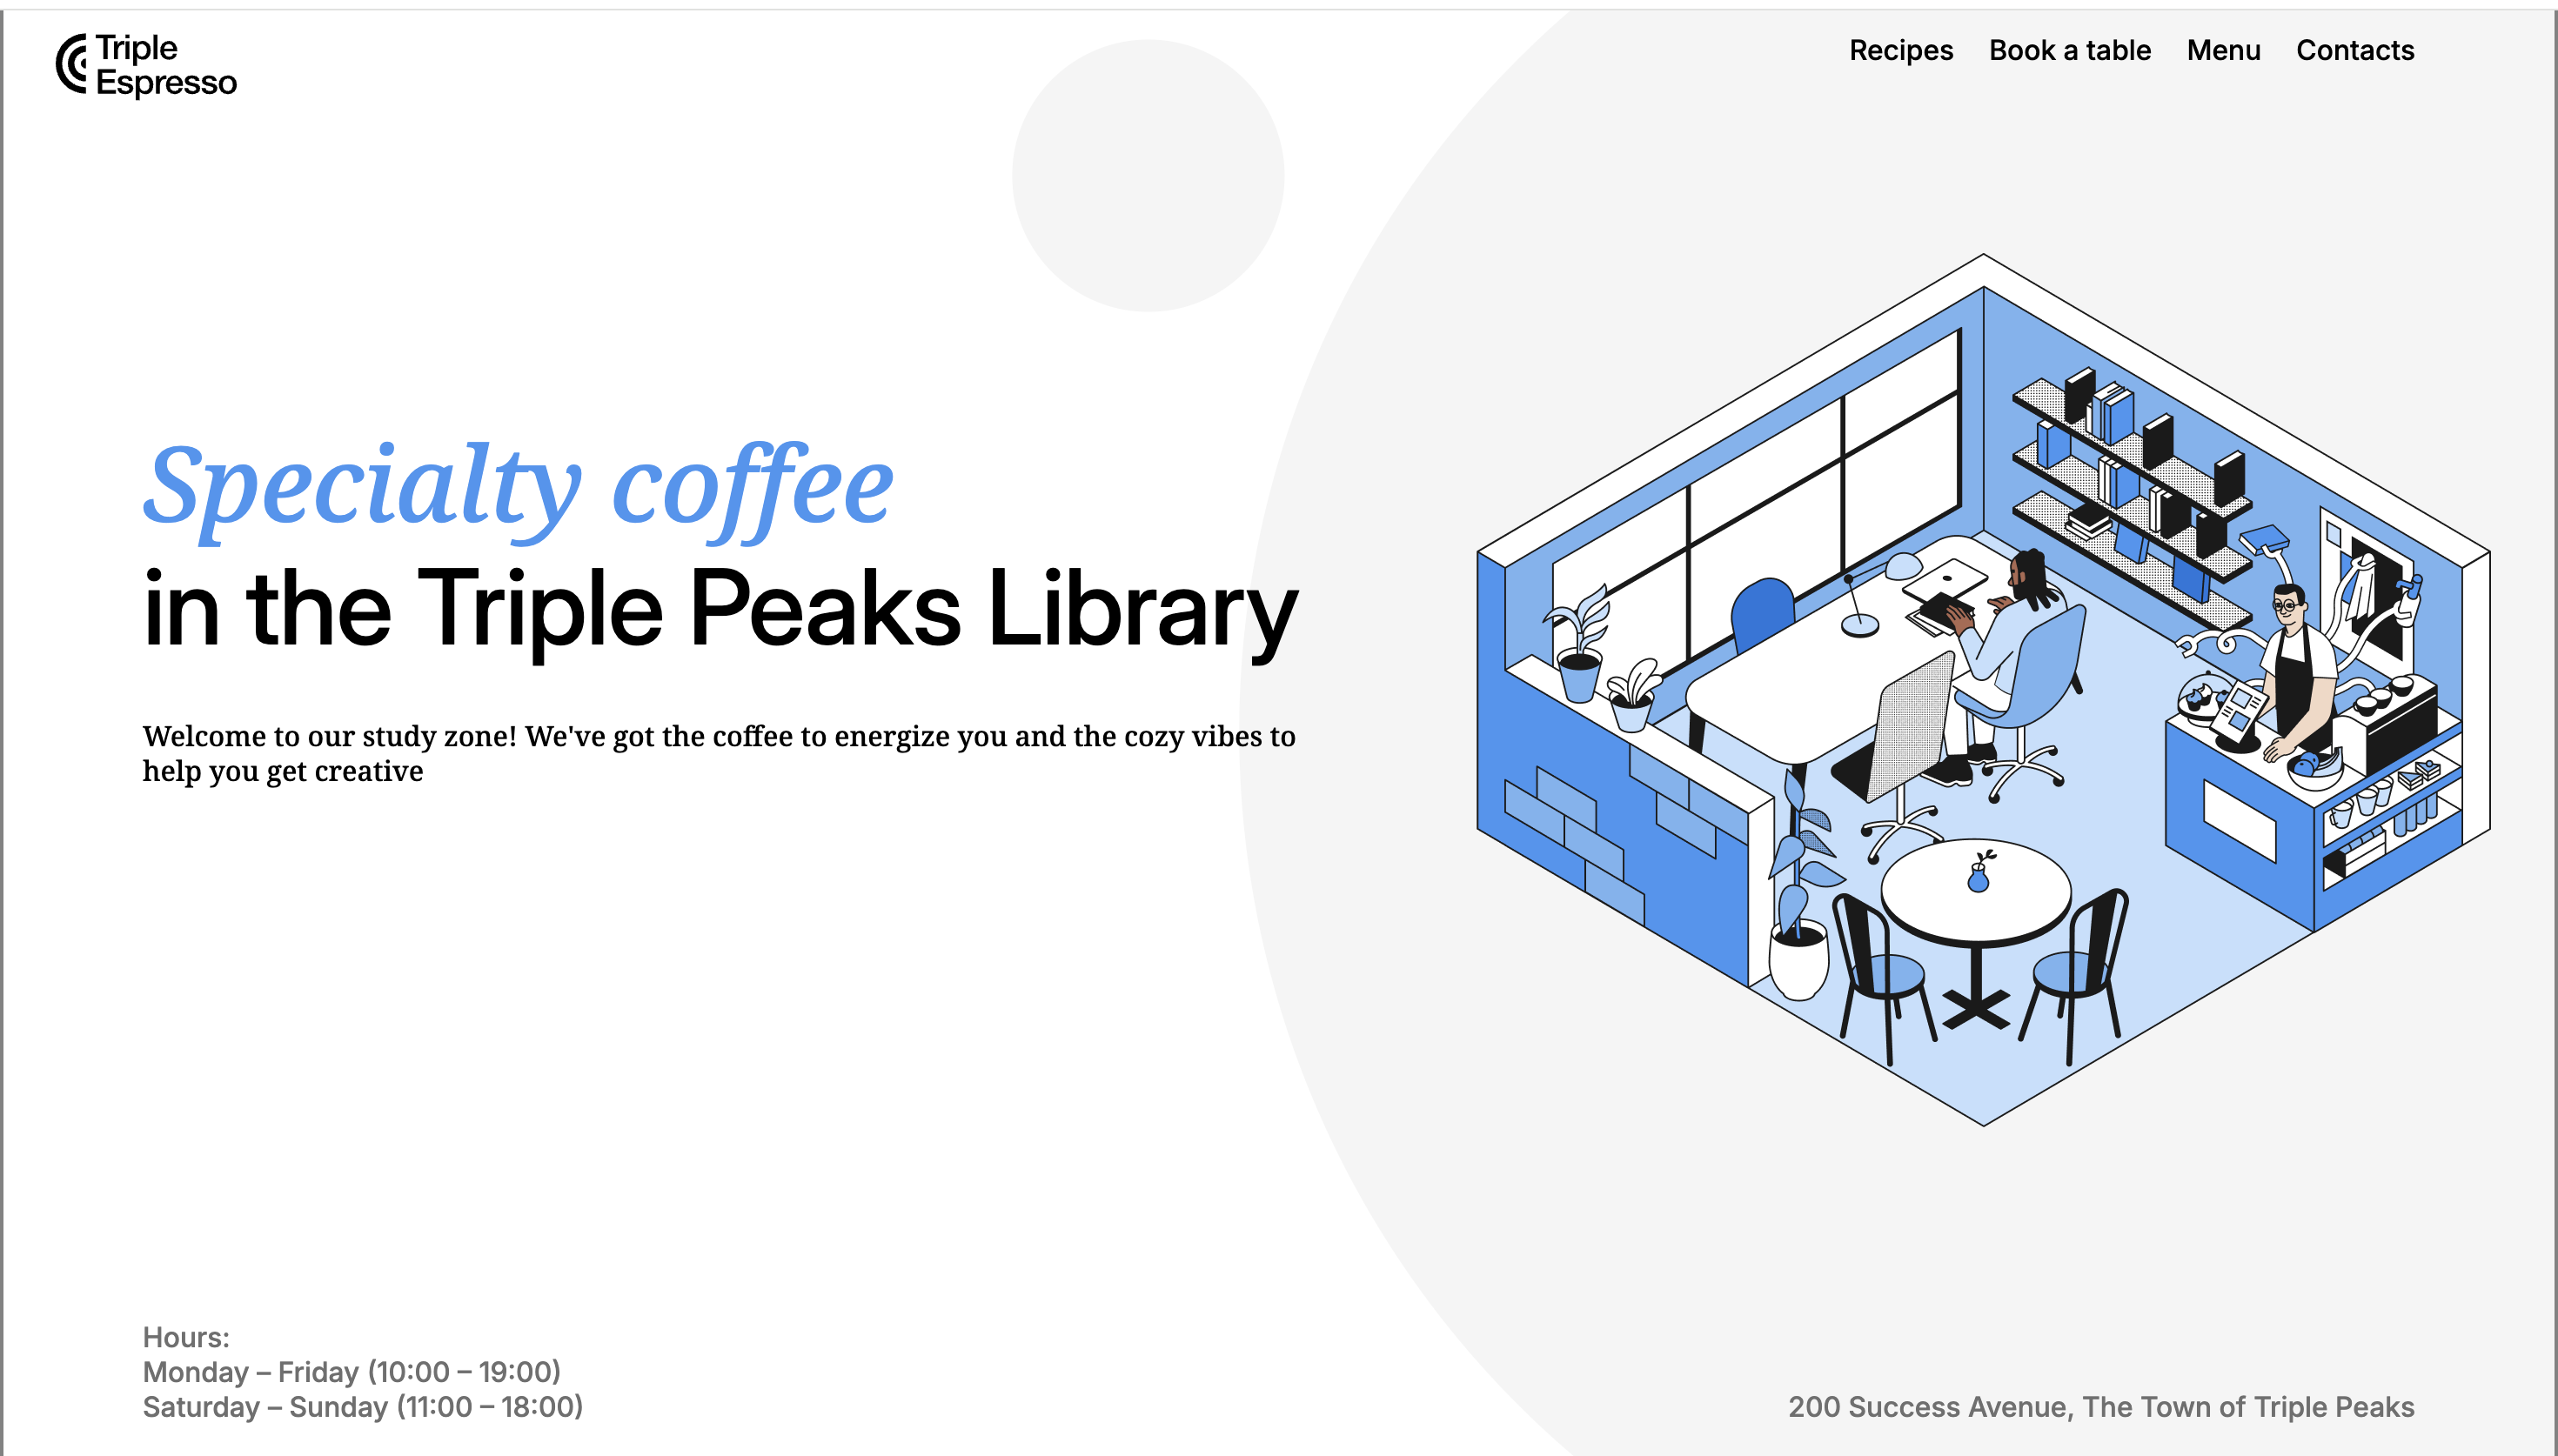 Triple
Espresso
Recipes Book a table Menu Contacts
Specialty coffee
in the Triple Peaks Library
Welcome to our study zone! We've got the coffee to energize you and the cozy vibes to
help you get creative
Hours:
Monday – Friday (10:00 – 19:00)
Saturday – Sunday (11:00 – 18:00)
200 Success Avenue, The Town of Triple Peaks